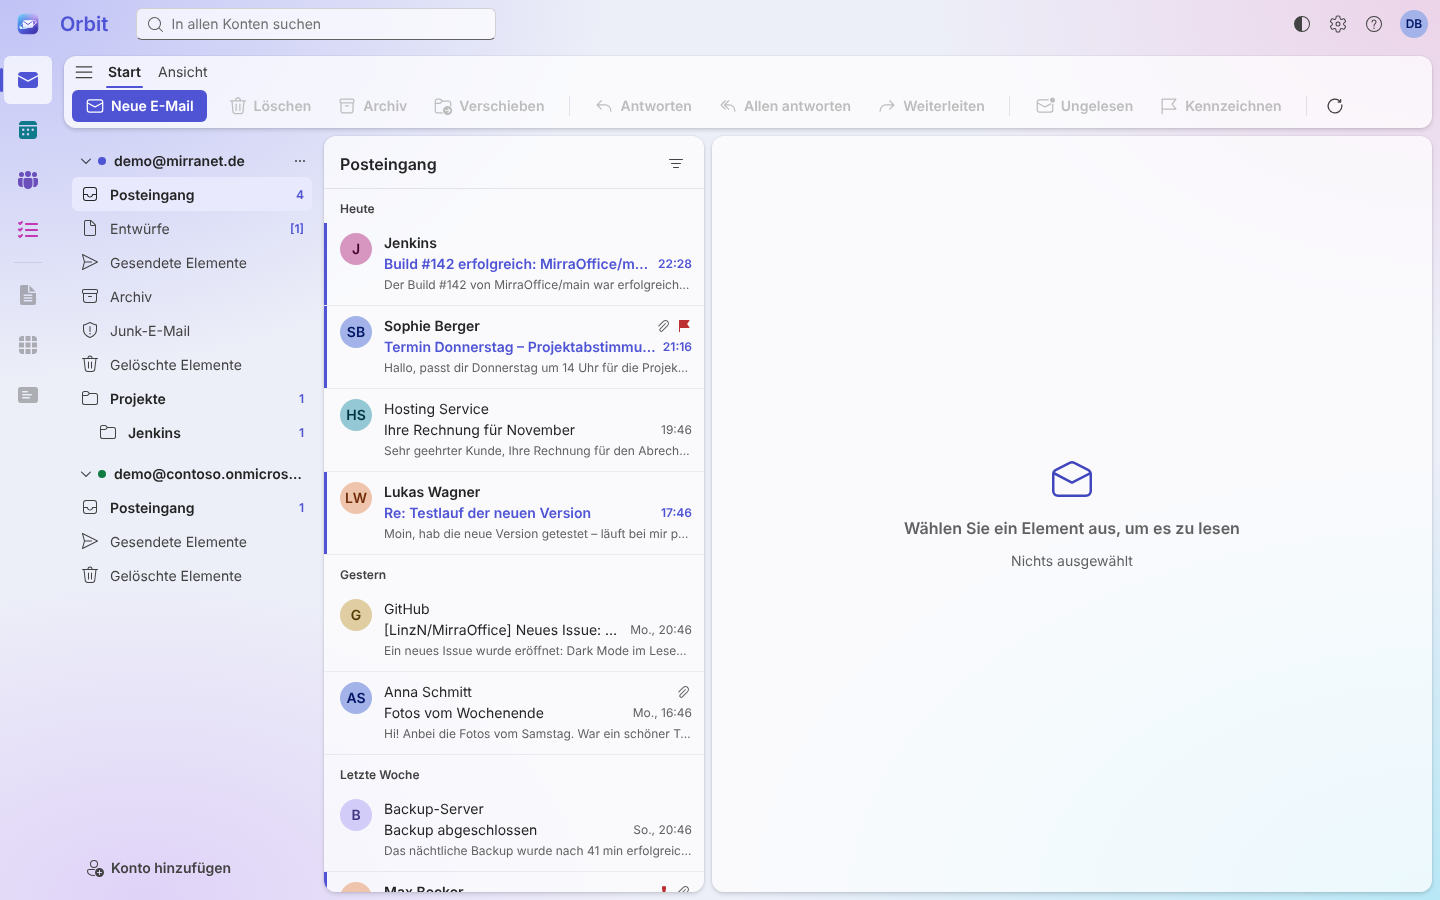 Orbit
In allen Konten suchen
DB
Start
Ansicht
Neue E-Mail
Löschen
Archiv
Verschieben
Antworten
Allen antworten
Weiterleiten
Ungelesen
Kennzeichnen
demo@mirranet.de
Posteingang 4
Entwürfe [1]
Gesendete Elemente
Archiv
Junk-E-Mail
Gelöschte Elemente
Projekte 1
Jenkins 1
demo@contoso.onmicros...
Posteingang 1
Gesendete Elemente
Gelöschte Elemente
Konto hinzufügen
Posteingang
Heute
J
Jenkins
Build #142 erfolgreich: MirraOffice/m... 22:28
Der Build #142 von MirraOffice/main war erfolgreich...
SB
Sophie Berger
Termin Donnerstag – Projektabstimmu... 21:16
Hallo, passt dir Donnerstag um 14 Uhr für die Projek...
HS
Hosting Service
Ihre Rechnung für November 19:46
Sehr geehrter Kunde, Ihre Rechnung für den Abrech...
LW
Lukas Wagner
Re: Testlauf der neuen Version 17:46
Moin, hab die neue Version getestet – läuft bei mir p...
Gestern
G
GitHub
[LinzN/MirraOffice] Neues Issue: ... Mo., 20:46
Ein neues Issue wurde eröffnet: Dark Mode im Lese...
AS
Anna Schmitt
Fotos vom Wochenende Mo., 16:46
Hi! Anbei die Fotos vom Samstag. War ein schöner T...
Letzte Woche
B
Backup-Server
Backup abgeschlossen So., 20:46
Das nächtliche Backup wurde nach 41 min erfolgreic...
Max Becker
Wählen Sie ein Element aus, um es zu lesen
Nichts ausgewählt